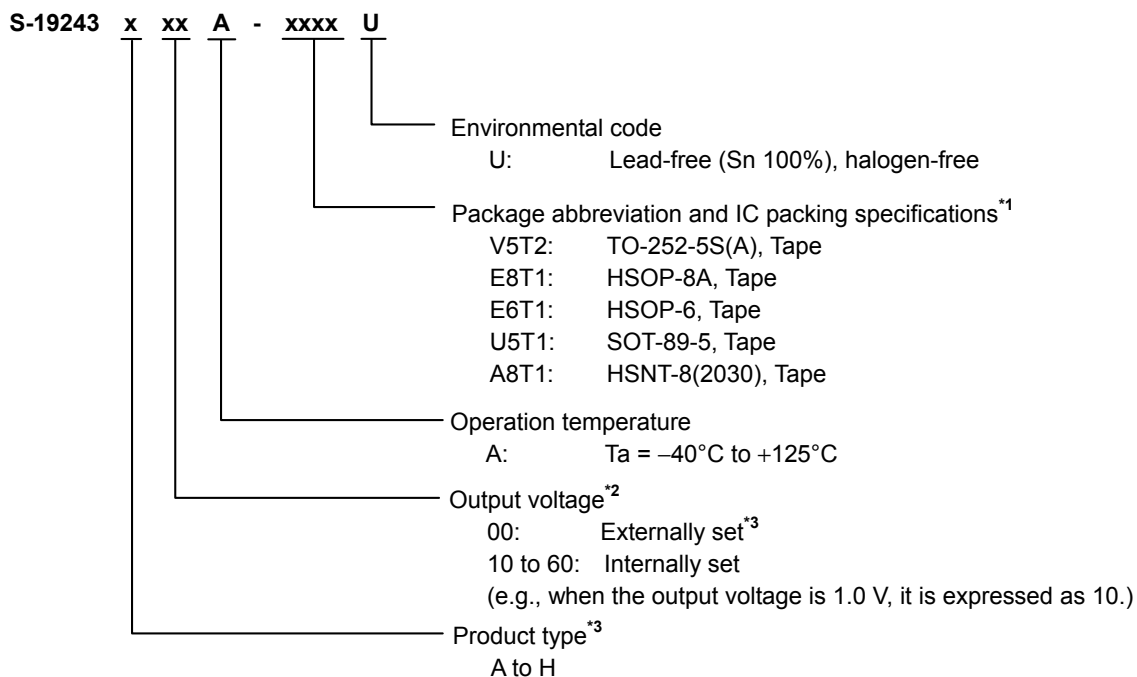 S-19243 x xx A - xxxx U
Environmental code
U: Lead-free (Sn 100%), halogen-free
Package abbreviation and IC packing specifications*1
V5T2: TO-252-5S(A), Tape
E8T1: HSOP-8A, Tape
E6T1: HSOP-6, Tape
U5T1: SOT-89-5, Tape
A8T1: HSNT-8(2030), Tape
Operation temperature
A: Ta = −40°C to +125°C
Output voltage*2
00: Externally set*3
10 to 60: Internally set
(e.g., when the output voltage is 1.0 V, it is expressed as 10.)
Product type*3
A to H